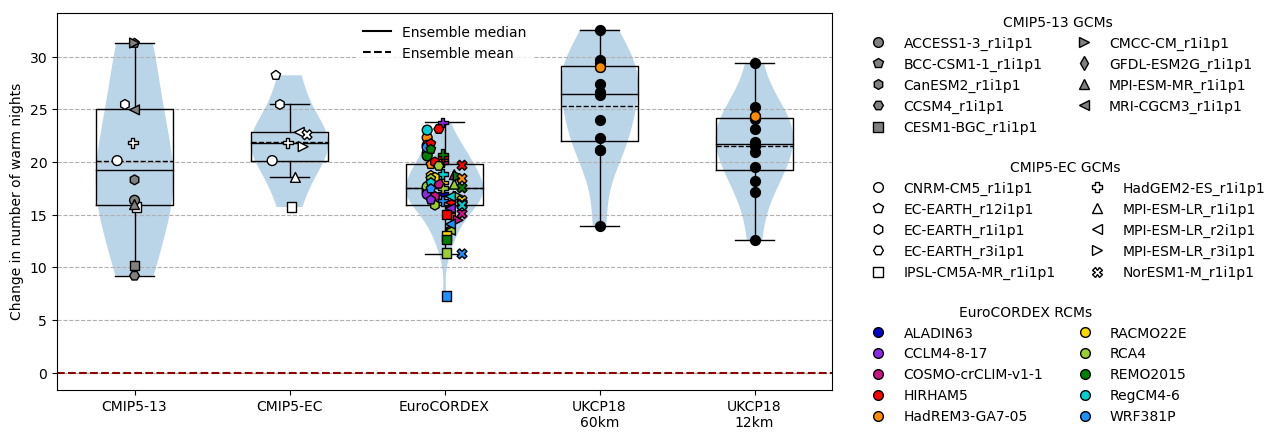 Change in number of warm nights
30
25
20
15
10
5
0
Ensemble median
Ensemble mean
CMIP5-13
CMIP5-EC
EuroCORDEX
UKCP18
60km
UKCP18
12km
CMIP5-13 GCMs
ACCESS1-3_r1i1p1
BCC-CSM1-1_r1i1p1
CanESM2_r1i1p1
CCSM4_r1i1p1
CESM1-BGC_r1i1p1
CMCC-CM_r1i1p1
GFDL-ESM2G_r1i1p1
MPI-ESM-MR_r1i1p1
MRI-CGCM3_r1i1p1
CMIP5-EC GCMs
CNRM-CM5_r1i1p1
EC-EARTH_r12i1p1
EC-EARTH_r1i1p1
EC-EARTH_r3i1p1
IPSL-CM5A-MR_r1i1p1
HadGEM2-ES_r1i1p1
MPI-ESM-LR_r1i1p1
MPI-ESM-LR_r2i1p1
MPI-ESM-LR_r3i1p1
NorESM1-M_r1i1p1
EuroCORDEX RCMs
ALADIN63
CCLM4-8-17
COSMO-crCLIM-v1-1
HIRHAM5
HadREM3-GA7-05
RACMO22E
RCA4
REMO2015
RegCM4-6
WRF381P